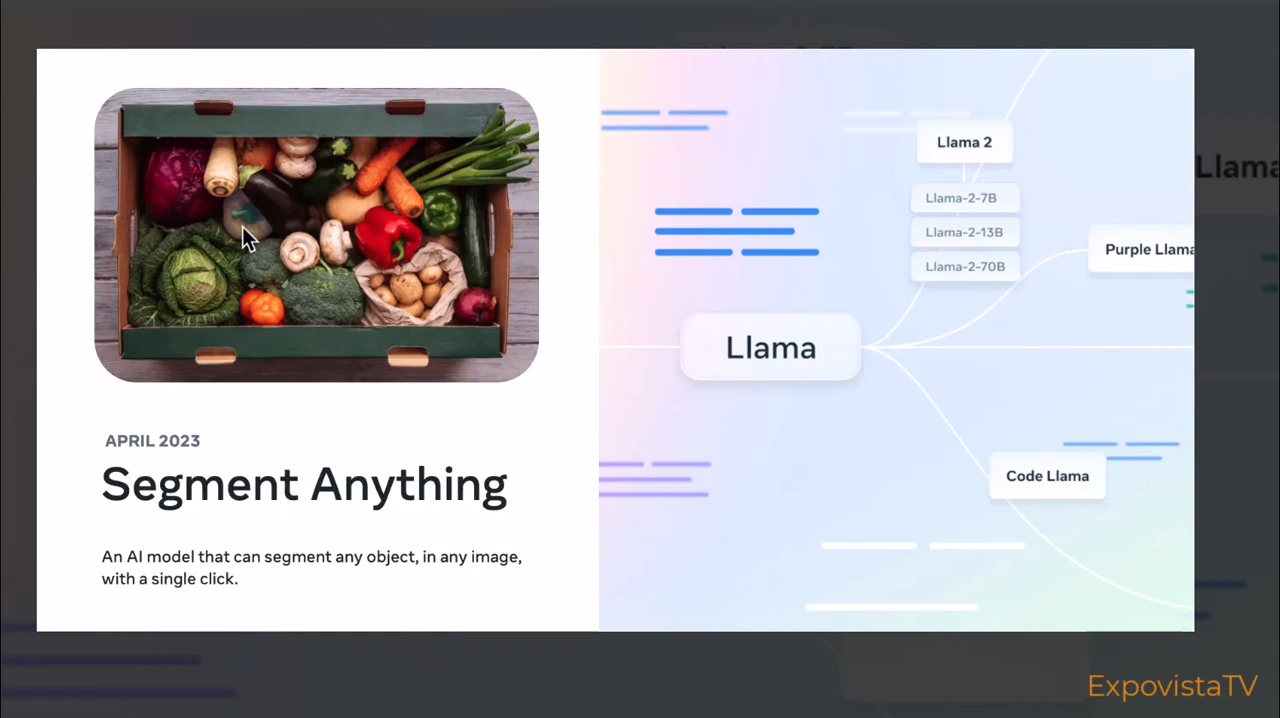 APRIL 2023
Segment Anything
An AI model that can segment any object, in any image,
with a single click.
Llama 2
Llama-2-7B
Llama-2-13B
Llama-2-70B
Purple Llama
Llama
Code Llama
Llama
ExpovistaTV